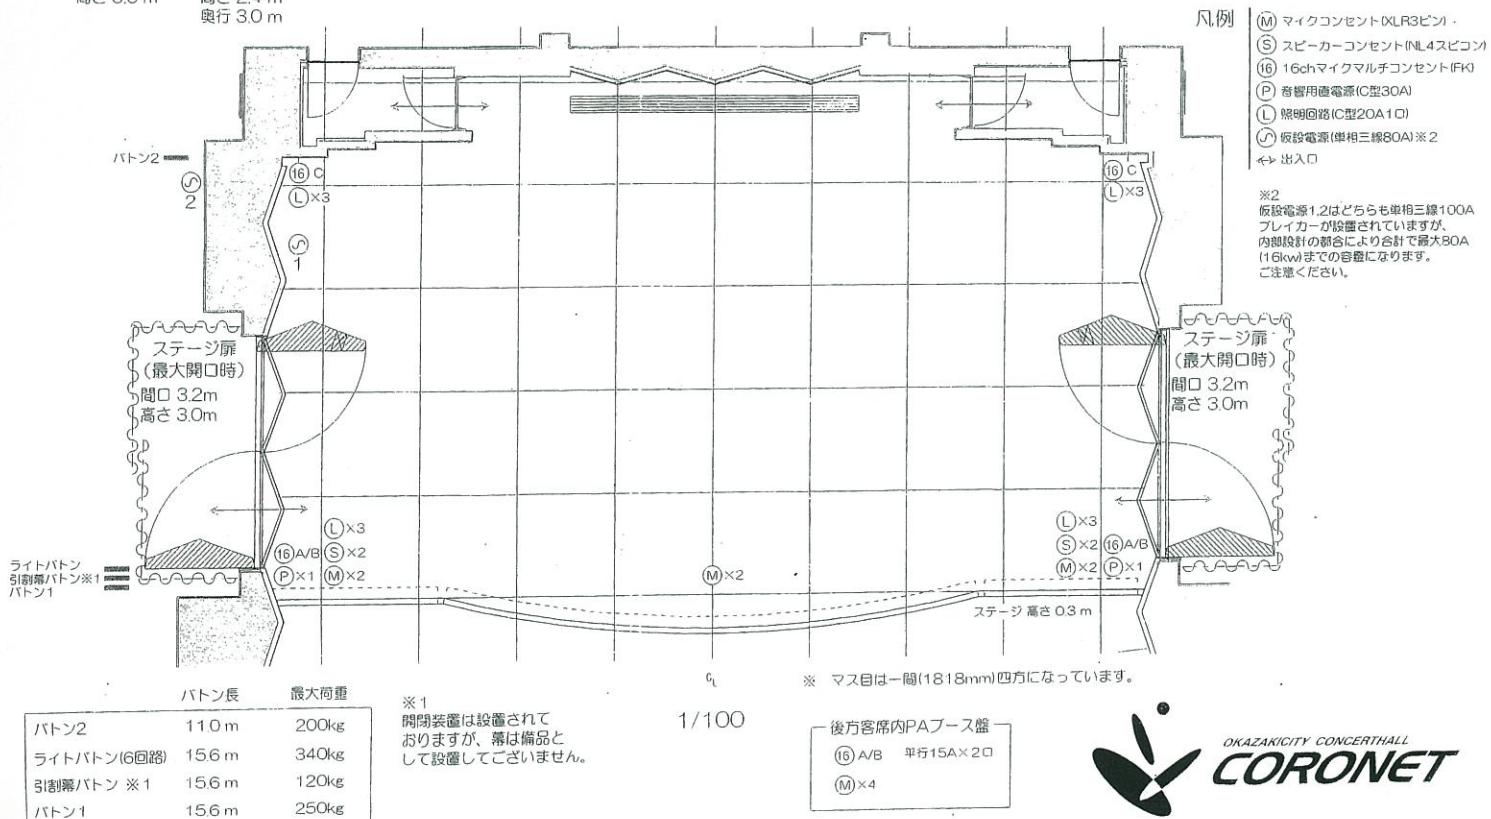 奥行 3.0 m
凡例
Ⓜ マイクコンセント(XLR3ピン)
Ⓢ スピーカーコンセント(NL4スピコン)
⑯ 16chマイクマルチコンセント(FK)
Ⓟ 音響用直電源(C型30A)
Ⓛ 照明回路(C型20A1口)
仮設電源(単相三線80A)※2
出入口
※2
仮設電源1,2はどちらも単相三線100A
ブレイカーが設置されていますが、
内部設計の都合により合計で最大80A
(16kw)までの容量になります。
ご注意ください。
バトン2
2
⑯ C
Ⓛ×3
1
⑯ C
Ⓛ×3
ステージ扉
(最大開口時)
間口 3.2m
高さ 3.0m
ステージ扉
(最大開口時)
間口 3.2m
高さ 3.0m
ライトバトン
引割幕バトン※1
バトン1
Ⓛ×3
⑯A/B Ⓢ×2
Ⓟ×1 Ⓜ×2
Ⓜ×2
Ⓛ×3
Ⓢ×2 ⑯A/B
Ⓜ×2 Ⓟ×1
ステージ 高さ 0.3 m
CL
※ マス目は一間(1818mm)四方になっています。
バトン長 最大荷重
バトン2 11.0 m 200kg
ライトバトン(6回路) 15.6 m 340kg
引割幕バトン ※1 15.6 m 120kg
バトン1 15.6 m 250kg
※1
開閉装置は設置されて
おりますが、幕は備品と
して設置してございません。
1/100
後方客席内PAブース盤
⑯ A/B 平行15A×2口
Ⓜ×4
OKAZAKICITY CONCERTHALL
CORONET